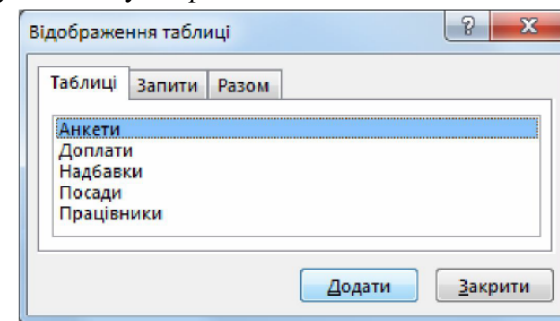 Відображення таблиці
Таблиці Запити Разом
Анкети
Доплати
Надбавки
Посади
Працівники
Додати Закрити